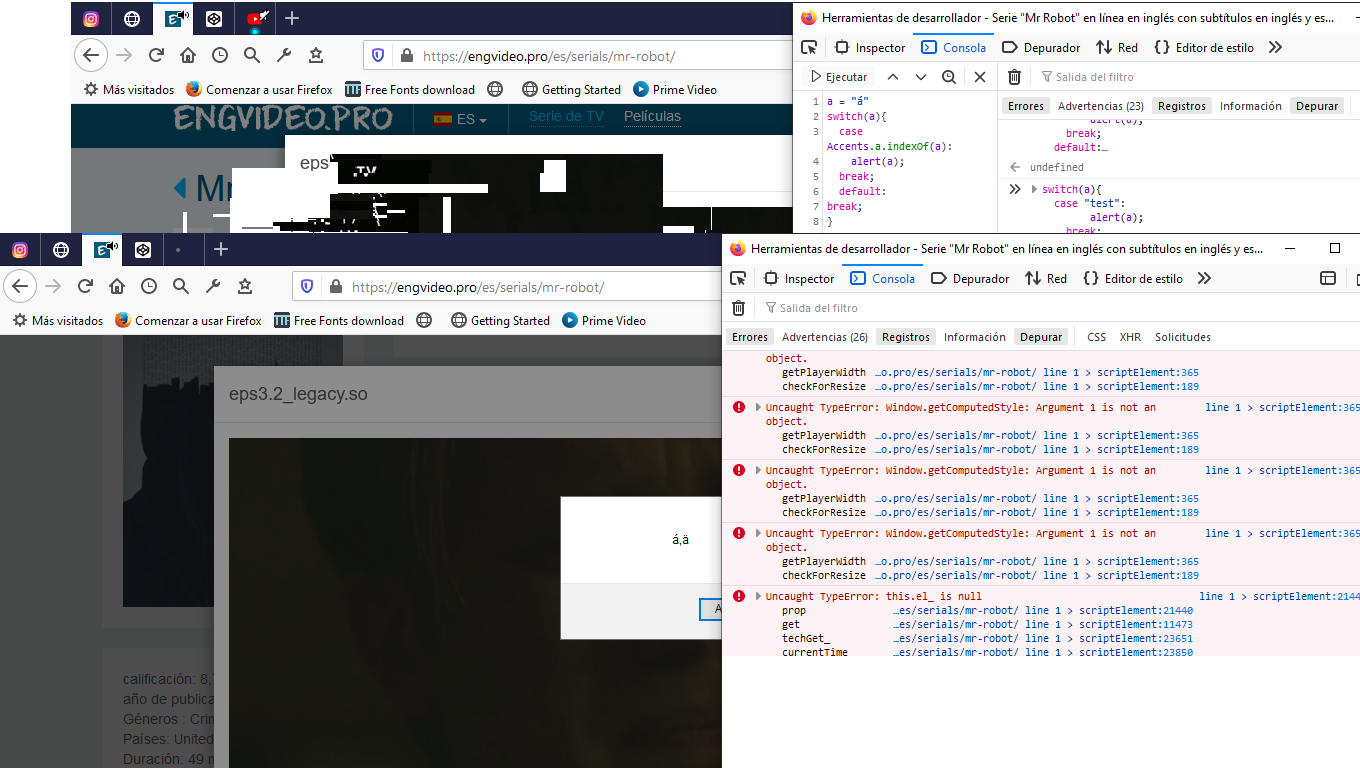 Herramientas de desarrollador - Serie "Mr Robot" en línea en inglés con subtítulos en inglés y es...
https://engvideo.pro/es/serials/mr-robot/
Inspector Consola Depurador Red Editor de estilo
Más visitados Comenzar a usar Firefox Free Fonts download Getting Started Prime Video
Ejecutar Salida del filtro
ENGVIDEO.PRO ES Serie de TV Películas
Errores Advertencias (23) Registros Información Depurar
eps
.TV
Mr
1 a = "á"
2 switch(a){
3 case
Accents.a.indexOf(a):
4 alert(a);
5 break;
6 default:
7 break;
8 }
alert(a);
break;
default:…
undefined
switch(a){
case "test":
alert(a);
break;
Herramientas de desarrollador - Serie "Mr Robot" en línea en inglés con subtítulos en inglés y es...
https://engvideo.pro/es/serials/mr-robot/
Más visitados Comenzar a usar Firefox Free Fonts download Getting Started Prime Video
Inspector Consola Depurador Red Editor de estilo
Salida del filtro
Errores Advertencias (26) Registros Información Depurar CSS XHR Solicitudes
eps3.2_legacy.so
á,ä
A
calificación: 8,
año de publica
Géneros : Crim
Países: United
Duración: 49 m
object.
getPlayerWidth …o.pro/es/serials/mr-robot/ line 1 > scriptElement:365
checkForResize …o.pro/es/serials/mr-robot/ line 1 > scriptElement:189
Uncaught TypeError: Window.getComputedStyle: Argument 1 is not an line 1 > scriptElement:365
object.
getPlayerWidth …o.pro/es/serials/mr-robot/ line 1 > scriptElement:365
checkForResize …o.pro/es/serials/mr-robot/ line 1 > scriptElement:189
Uncaught TypeError: Window.getComputedStyle: Argument 1 is not an line 1 > scriptElement:365
object.
getPlayerWidth …o.pro/es/serials/mr-robot/ line 1 > scriptElement:365
checkForResize …o.pro/es/serials/mr-robot/ line 1 > scriptElement:189
Uncaught TypeError: Window.getComputedStyle: Argument 1 is not an line 1 > scriptElement:365
object.
getPlayerWidth …o.pro/es/serials/mr-robot/ line 1 > scriptElement:365
checkForResize …o.pro/es/serials/mr-robot/ line 1 > scriptElement:189
Uncaught TypeError: this.el_ is null line 1 > scriptElement:2144
prop …es/serials/mr-robot/ line 1 > scriptElement:21440
get …es/serials/mr-robot/ line 1 > scriptElement:11473
techGet_ …es/serials/mr-robot/ line 1 > scriptElement:23651
currentTime …es/serials/mr-robot/ line 1 > scriptElement:23850